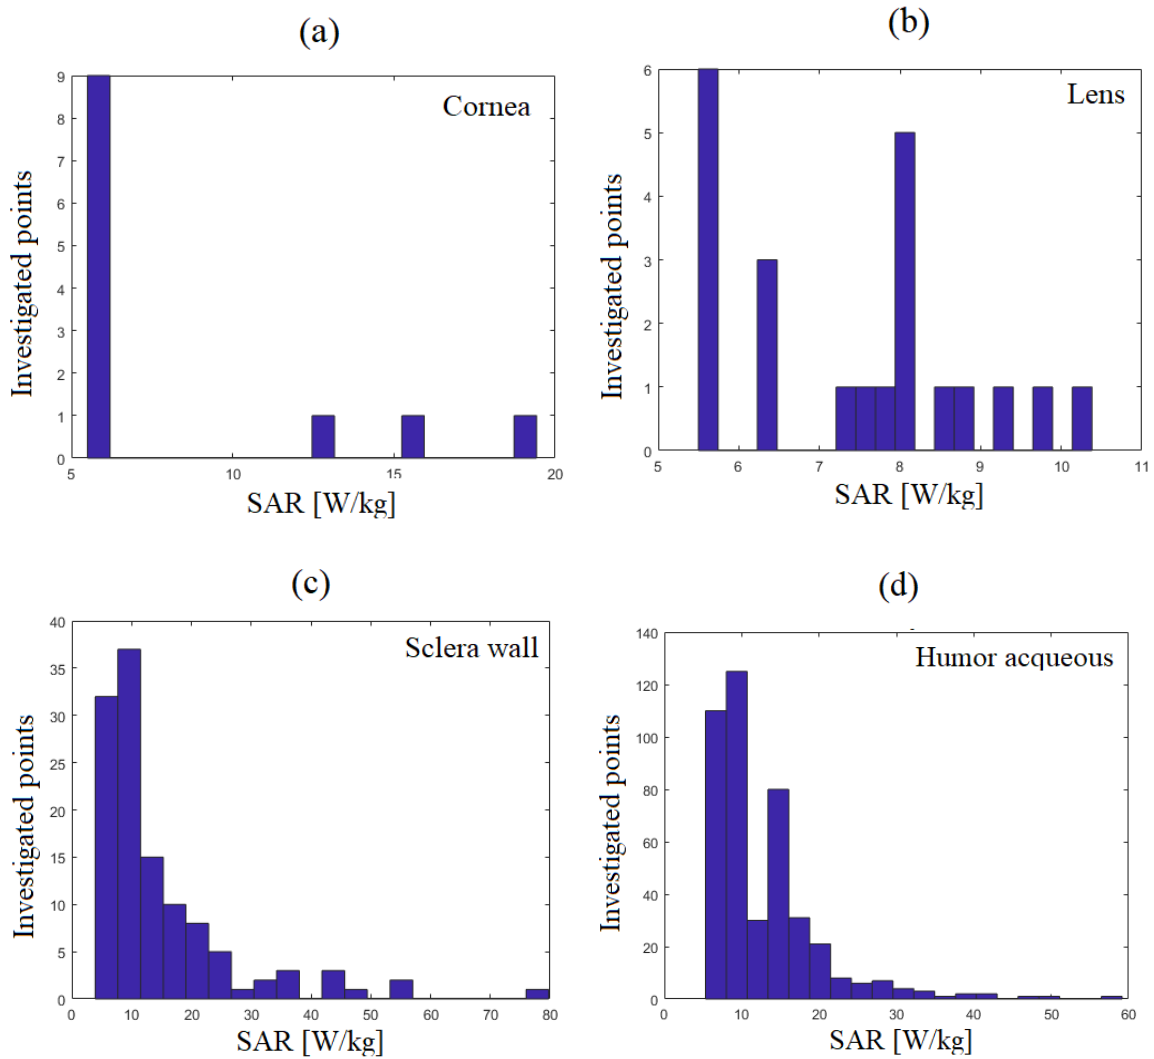 (a)
Cornea
Investigated points
9
8
7
6
5
4
3
2
1
0
5 10 15 20
SAR [W/kg]
(b)
Lens
Investigated points
6
5
4
3
2
1
0
5 6 7 8 9 10 11
SAR [W/kg]
(c)
Sclera wall
Investigated points
40
35
30
25
20
15
10
5
0
0 10 20 30 40 50 60 70 80
SAR [W/kg]
(d)
Humor acqueous
Investigated points
140
120
100
80
60
40
20
0
0 10 20 30 40 50 60
SAR [W/kg]